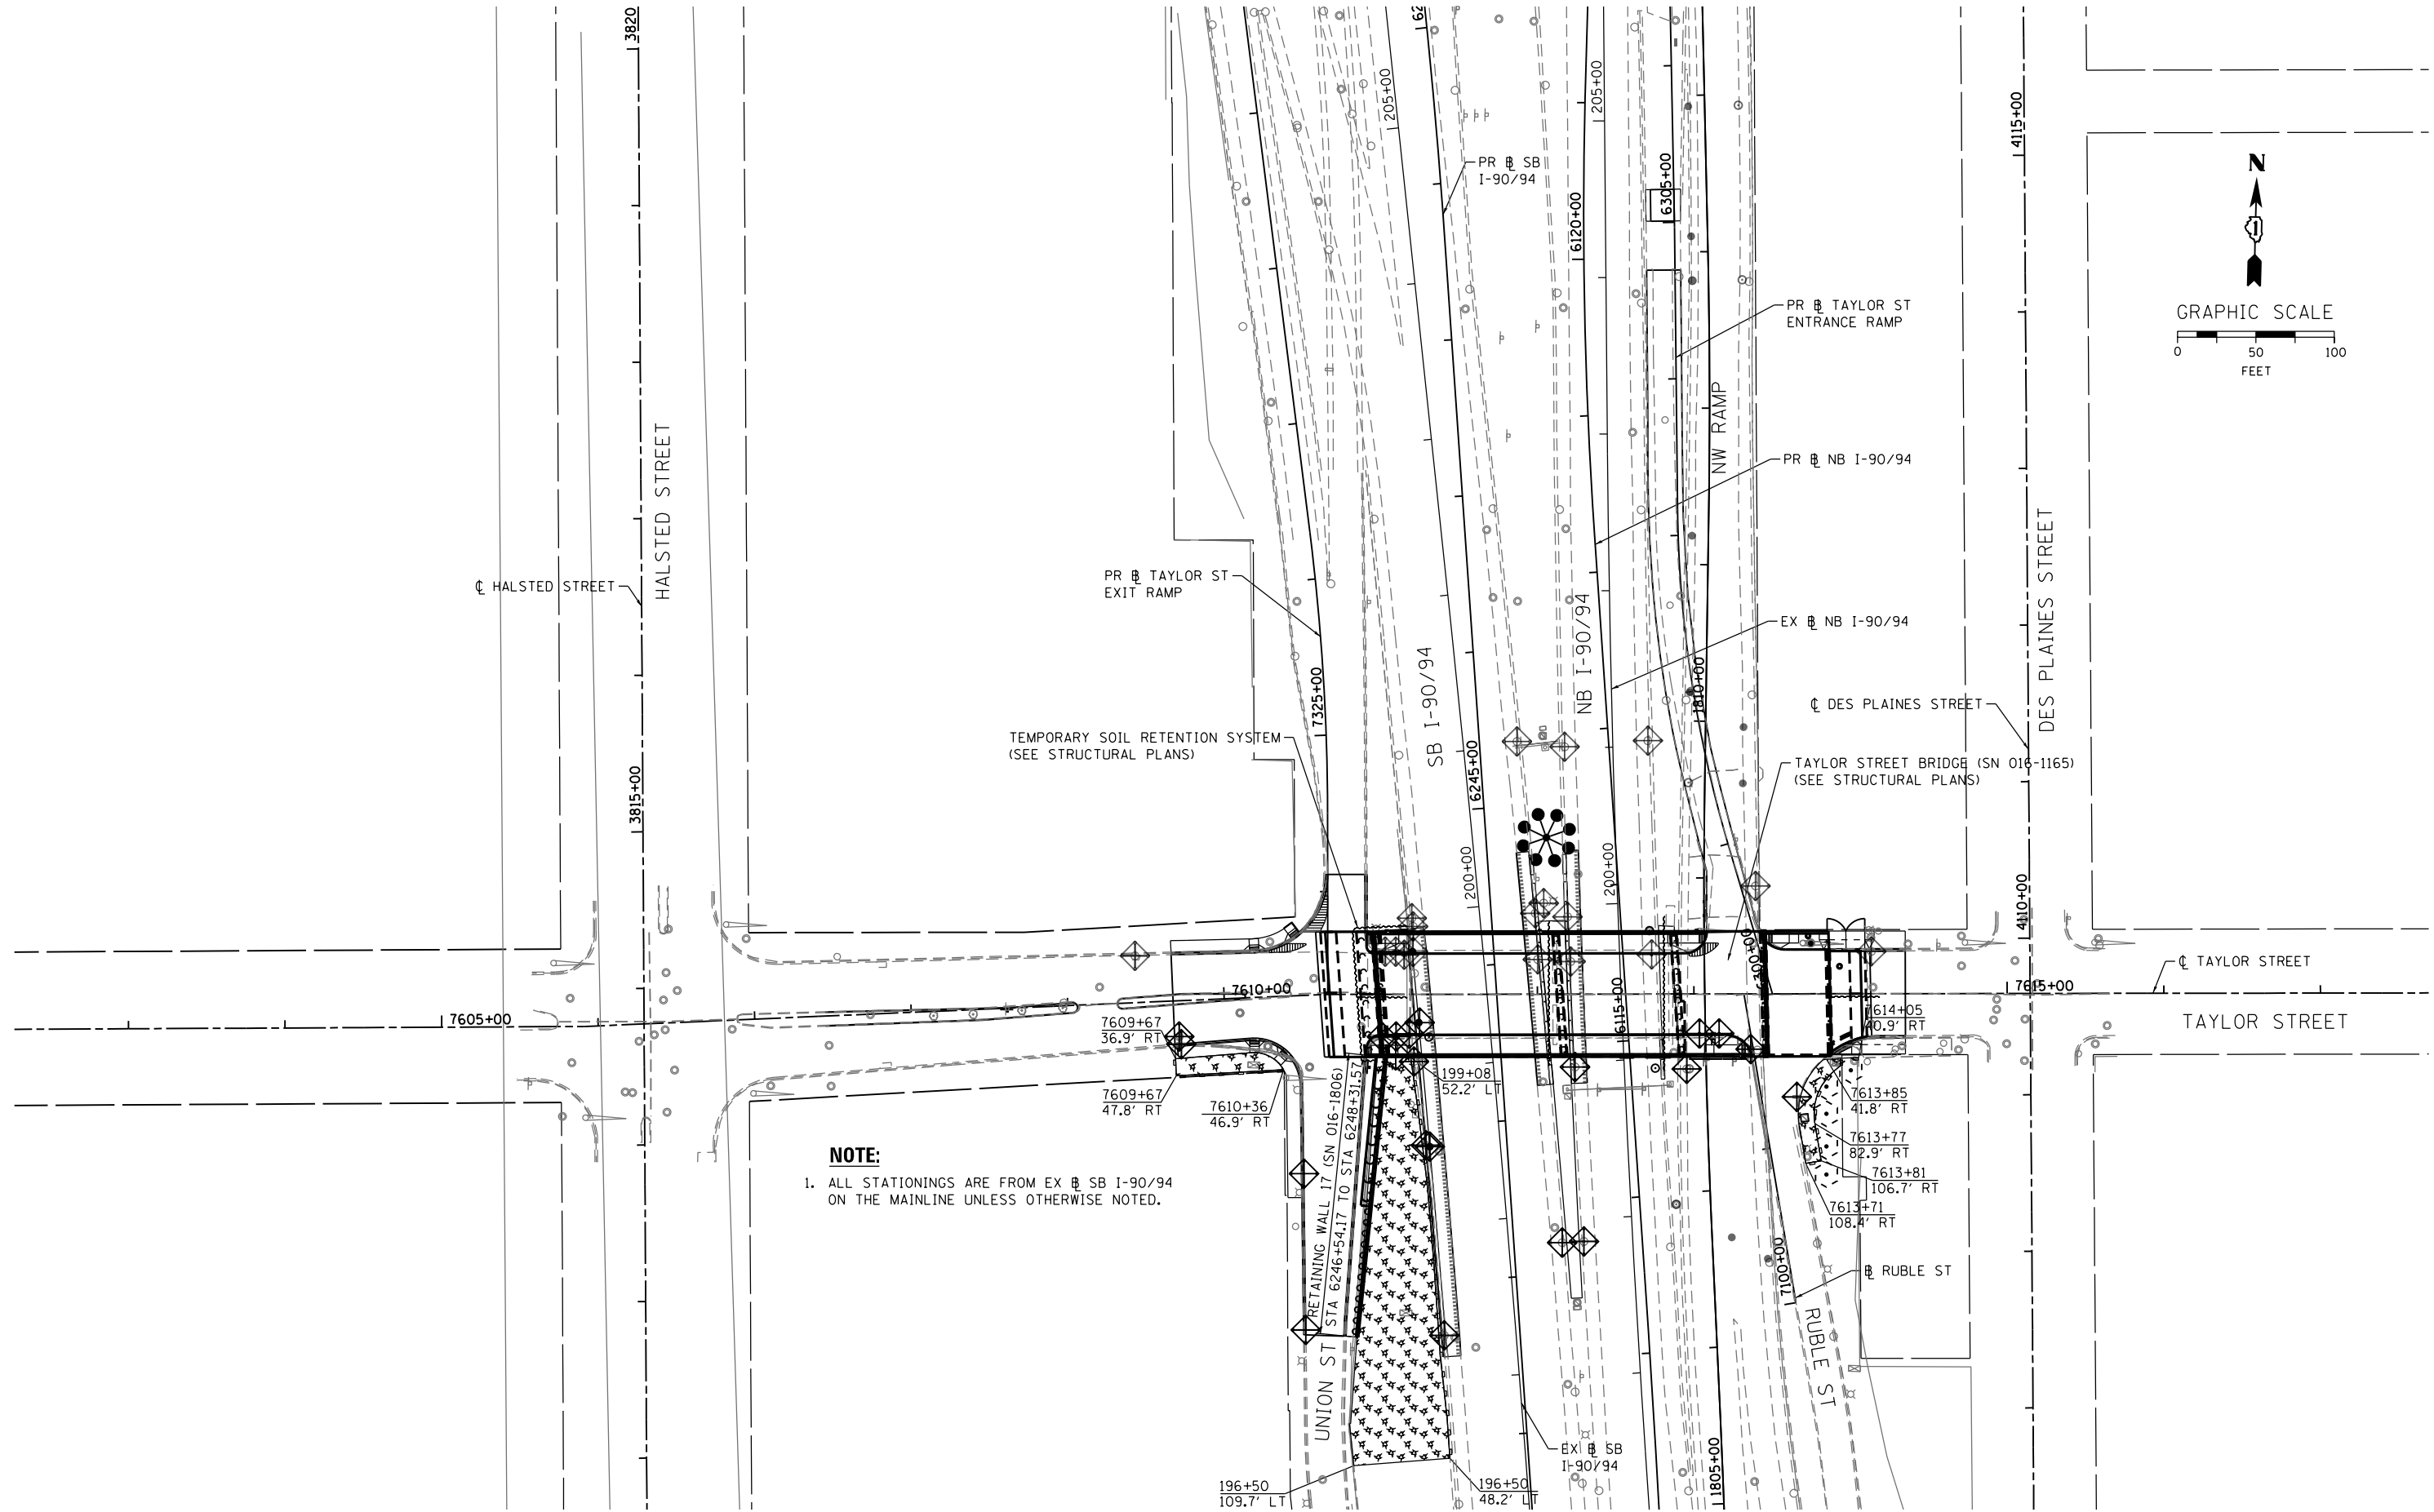 3820
62
205+00
205+00
4115+00
N
1
PR ⅊ SB
I-90/94
6305+00
6120+00
GRAPHIC SCALE
0 50 100
FEET
PR ⅊ TAYLOR ST
ENTRANCE RAMP
NW RAMP
PR ⅊ NB I-90/94
HALSTED STREET
℄ HALSTED STREET
PR ⅊ TAYLOR ST
EXIT RAMP
DES PLAINES STREET
EX ⅊ NB I-90/94
NB I-90/94
SB I-90/94
7325+00
1810+00
℄ DES PLAINES STREET
TEMPORARY SOIL RETENTION SYSTEM
(SEE STRUCTURAL PLANS)
TAYLOR STREET BRIDGE (SN 016-1165)
(SEE STRUCTURAL PLANS)
3815+00
6245+00
200+00
200+00
4110+00
℄ TAYLOR STREET
7605+00
7610+00
6115+00
300+00
7615+00
TAYLOR STREET
7609+67
36.9' RT
7614+05
40.9' RT
7609+67
47.8' RT
7610+36
46.9' RT
199+08
52.2' LT
7613+85
41.8' RT
7613+77
82.9' RT
7613+81
106.7' RT
7613+71
108.4' RT
NOTE:
1. ALL STATIONINGS ARE FROM EX ⅊ SB I-90/94
ON THE MAINLINE UNLESS OTHERWISE NOTED.
RETAINING WALL 17 (SN 016-1806)
STA 6246+54.17 TO STA 6248+31.57
7100+00
⅊ RUBLE ST
RUBLE ST
UNION ST
EX ⅊ SB
I-90/94
1805+00
196+50
109.7' LT
196+50
48.2' LT